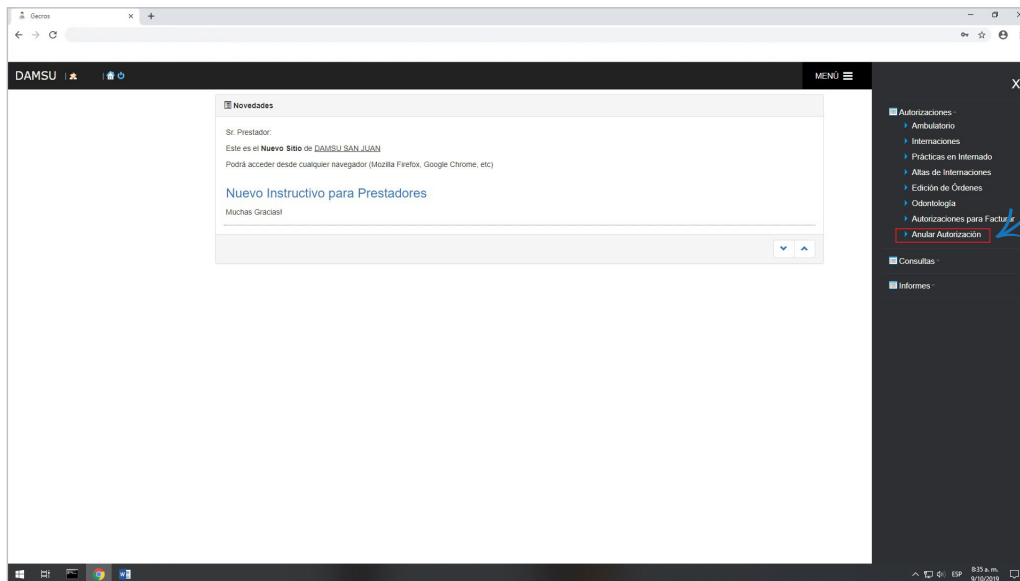 Gecros
DAMSU
MENÚ
X
Novedades
Sr. Prestador:
Este es el Nuevo Sitio de DAMSU SAN JUAN
Podrá acceder desde cualquier navegador (Mozilla Firefox, Google Chrome, etc)
Nuevo Instructivo para Prestadores
Muchas Gracias!
Autorizaciones
Ambulatorio
Internaciones
Prácticas en Internado
Altas de Internaciones
Edición de Órdenes
Odontología
Autorizaciones para Facturar
Anular Autorización
Consultas
Informes
ESP
8:35 a. m.
9/10/2019